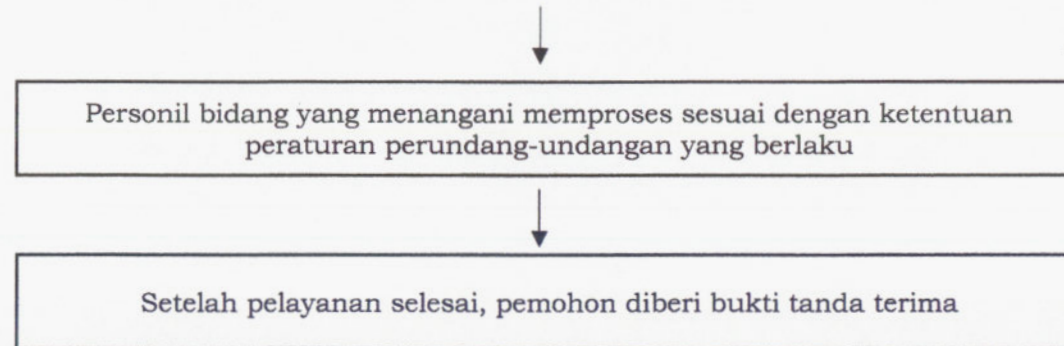 Personil bidang yang menangani memproses sesuai dengan ketentuan
peraturan perundang-undangan yang berlaku
Setelah pelayanan selesai, pemohon diberi bukti tanda terima